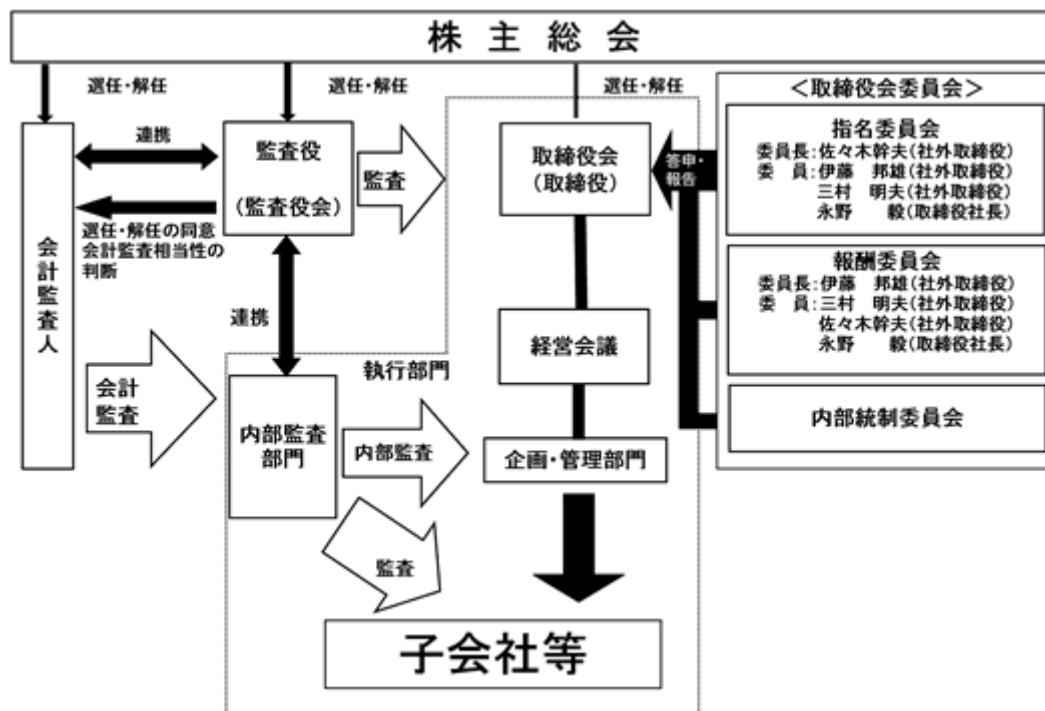 株主総会
選任・解任
選任・解任
選任・解任
会計監査人
連携
選任・解任の同意
会計監査相当性の
判断
監査役
(監査役会)
監査
連携
会計
監査
執行部門
内部監査
部門
内部監査
監査
取締役会
(取締役)
経営会議
企画・管理部門
子会社等
答申・
報告
＜取締役会委員会＞
指名委員会
委員長:佐々木幹夫(社外取締役)
委　員:伊藤　邦雄(社外取締役)
三村　明夫(社外取締役)
永野　　毅(取締役社長)
報酬委員会
委員長:伊藤　邦雄(社外取締役)
委　員:三村　明夫(社外取締役)
佐々木幹夫(社外取締役)
永野　　毅(取締役社長)
内部統制委員会